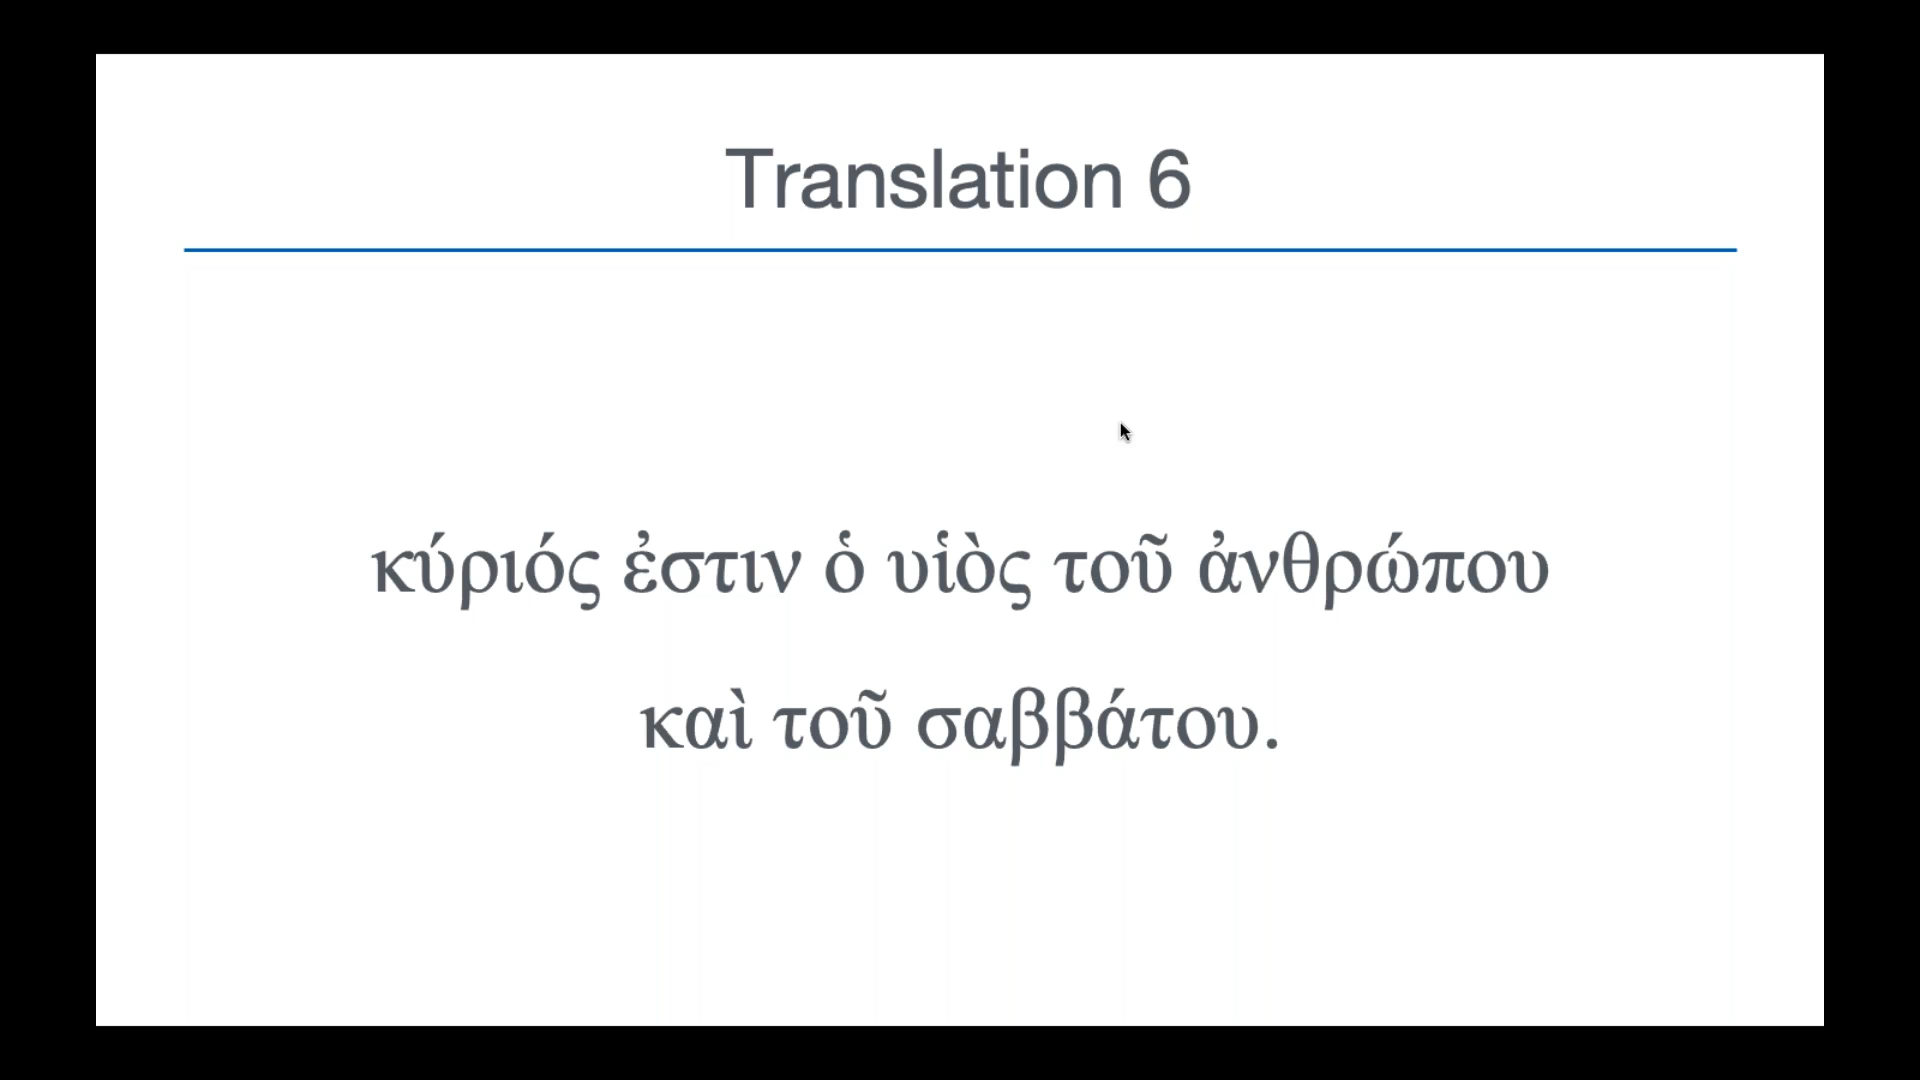 Translation 6
κύριός ἐστιν ὁ υἱὸς τοῦ ἀνθρώπου
καὶ τοῦ σαββάτου.